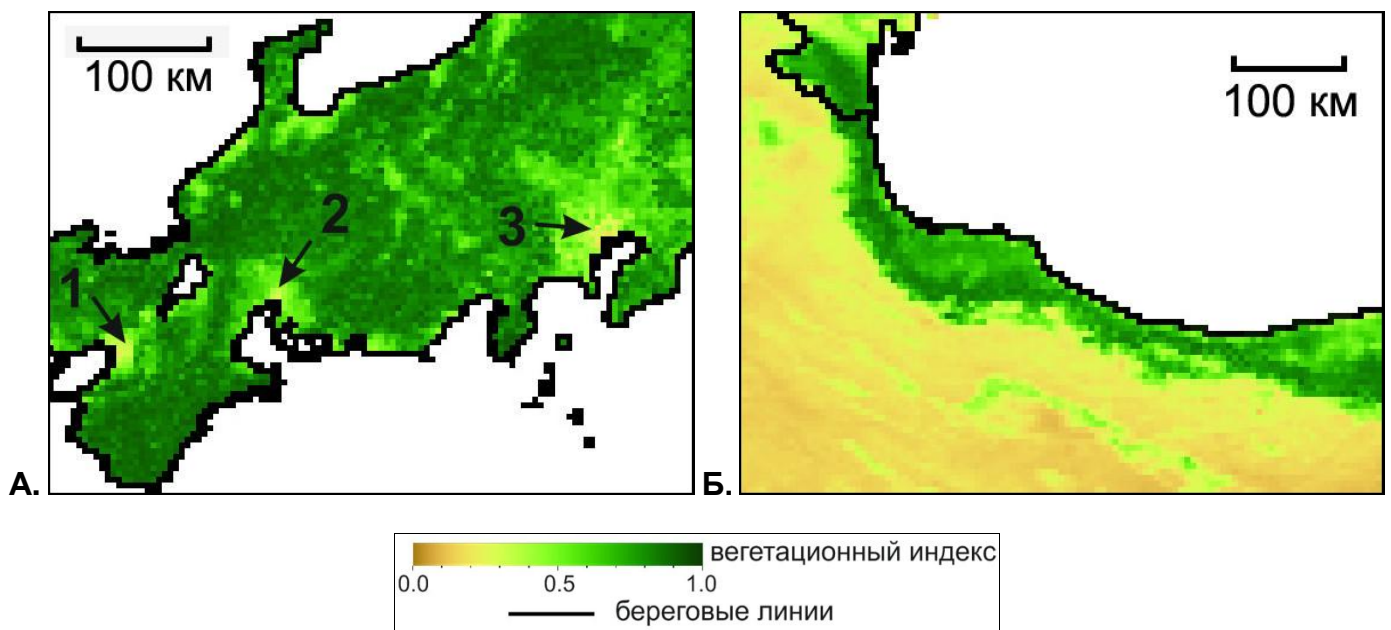 100 км
1
2
3
А.
100 км
Б.
вегетационный индекс
0.0 0.5 1.0
береговые линии